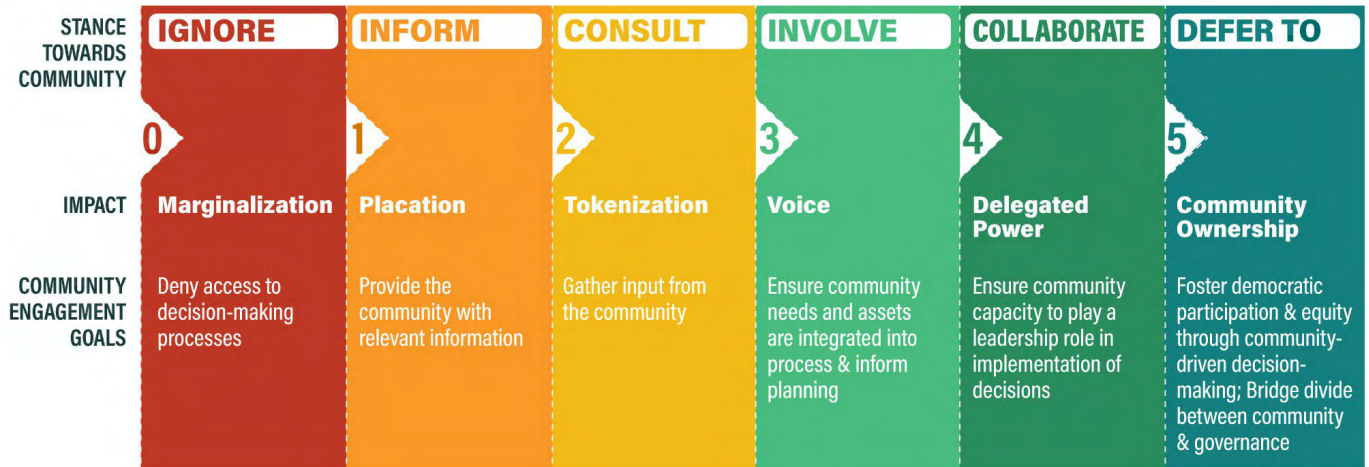 STANCE
TOWARDS
COMMUNITY
IGNORE
INFORM
CONSULT
INVOLVE
COLLABORATE
DEFER TO
0
1
2
3
4
5
IMPACT
Marginalization
Placation
Tokenization
Voice
Delegated
Power
Community
Ownership
COMMUNITY
ENGAGEMENT
GOALS
Deny access to
decision-making
processes
Provide the
community with
relevant information
Gather input from
the community
Ensure community
needs and assets
are integrated into
process & inform
planning
Ensure community
capacity to play a
leadership role in
implementation of
decisions
Foster democratic
participation & equity
through community-
driven decision-
making; Bridge divide
between community
& governance